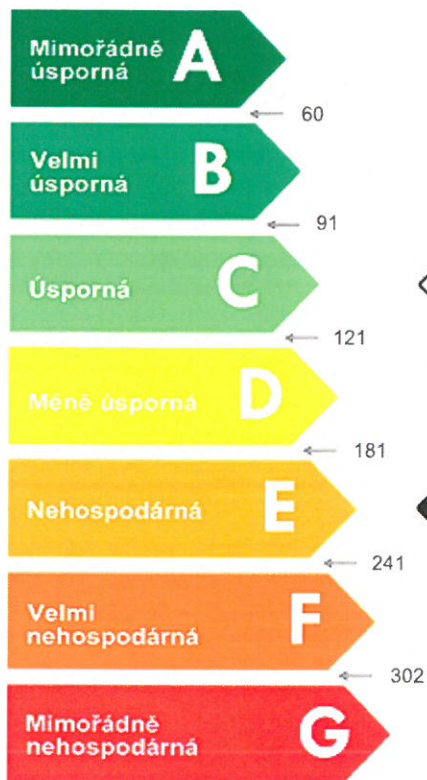 Mimořádně
úsporná
A
60
Velmi
úsporná
B
91
Úsporná
C
121
Méně úsporná
D
181
Nehospodárná
E
241
Velmi
nehospodárná
F
302
Mimořádně
nehospodárná
G